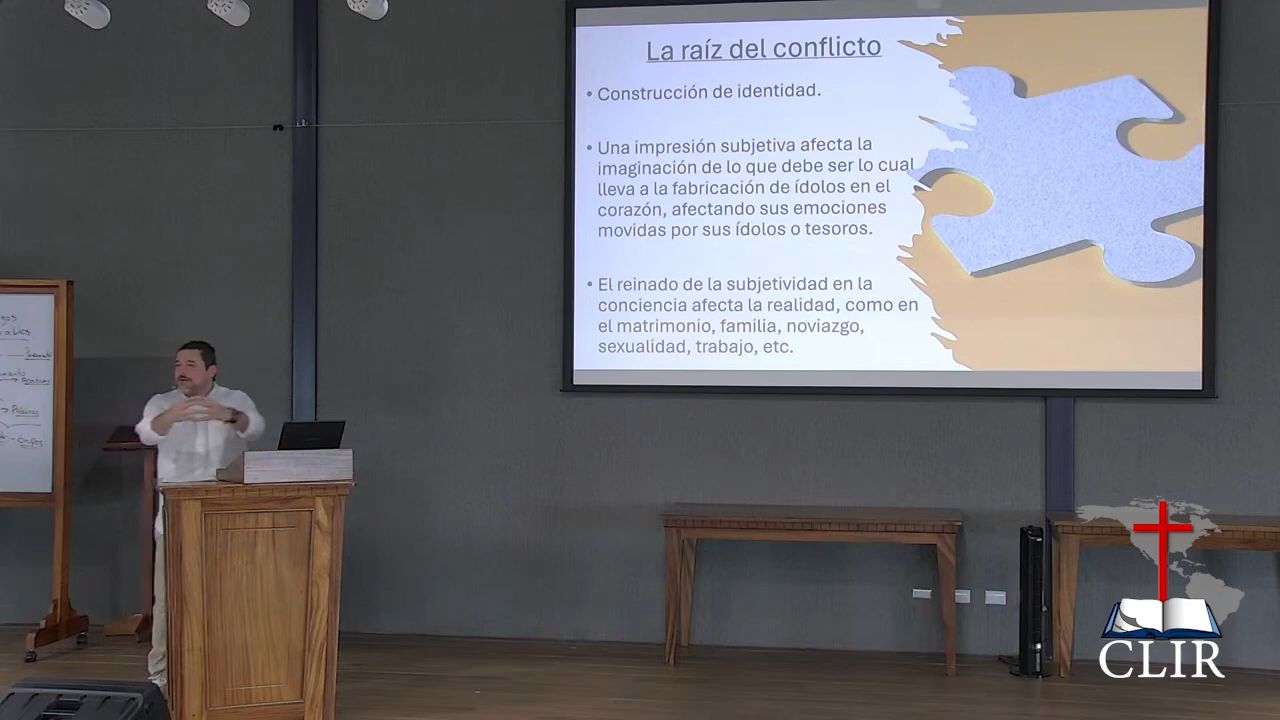 La raíz del conflicto
• Construcción de identidad.
• Una impresión subjetiva afecta la
imaginación de lo que debe ser lo cual
lleva a la fabricación de ídolos en el
corazón, afectando sus emociones
movidas por sus ídolos o tesoros.
• El reinado de la subjetividad en la
conciencia afecta la realidad, como en
el matrimonio, familia, noviazgo,
sexualidad, trabajo, etc.
CLIR